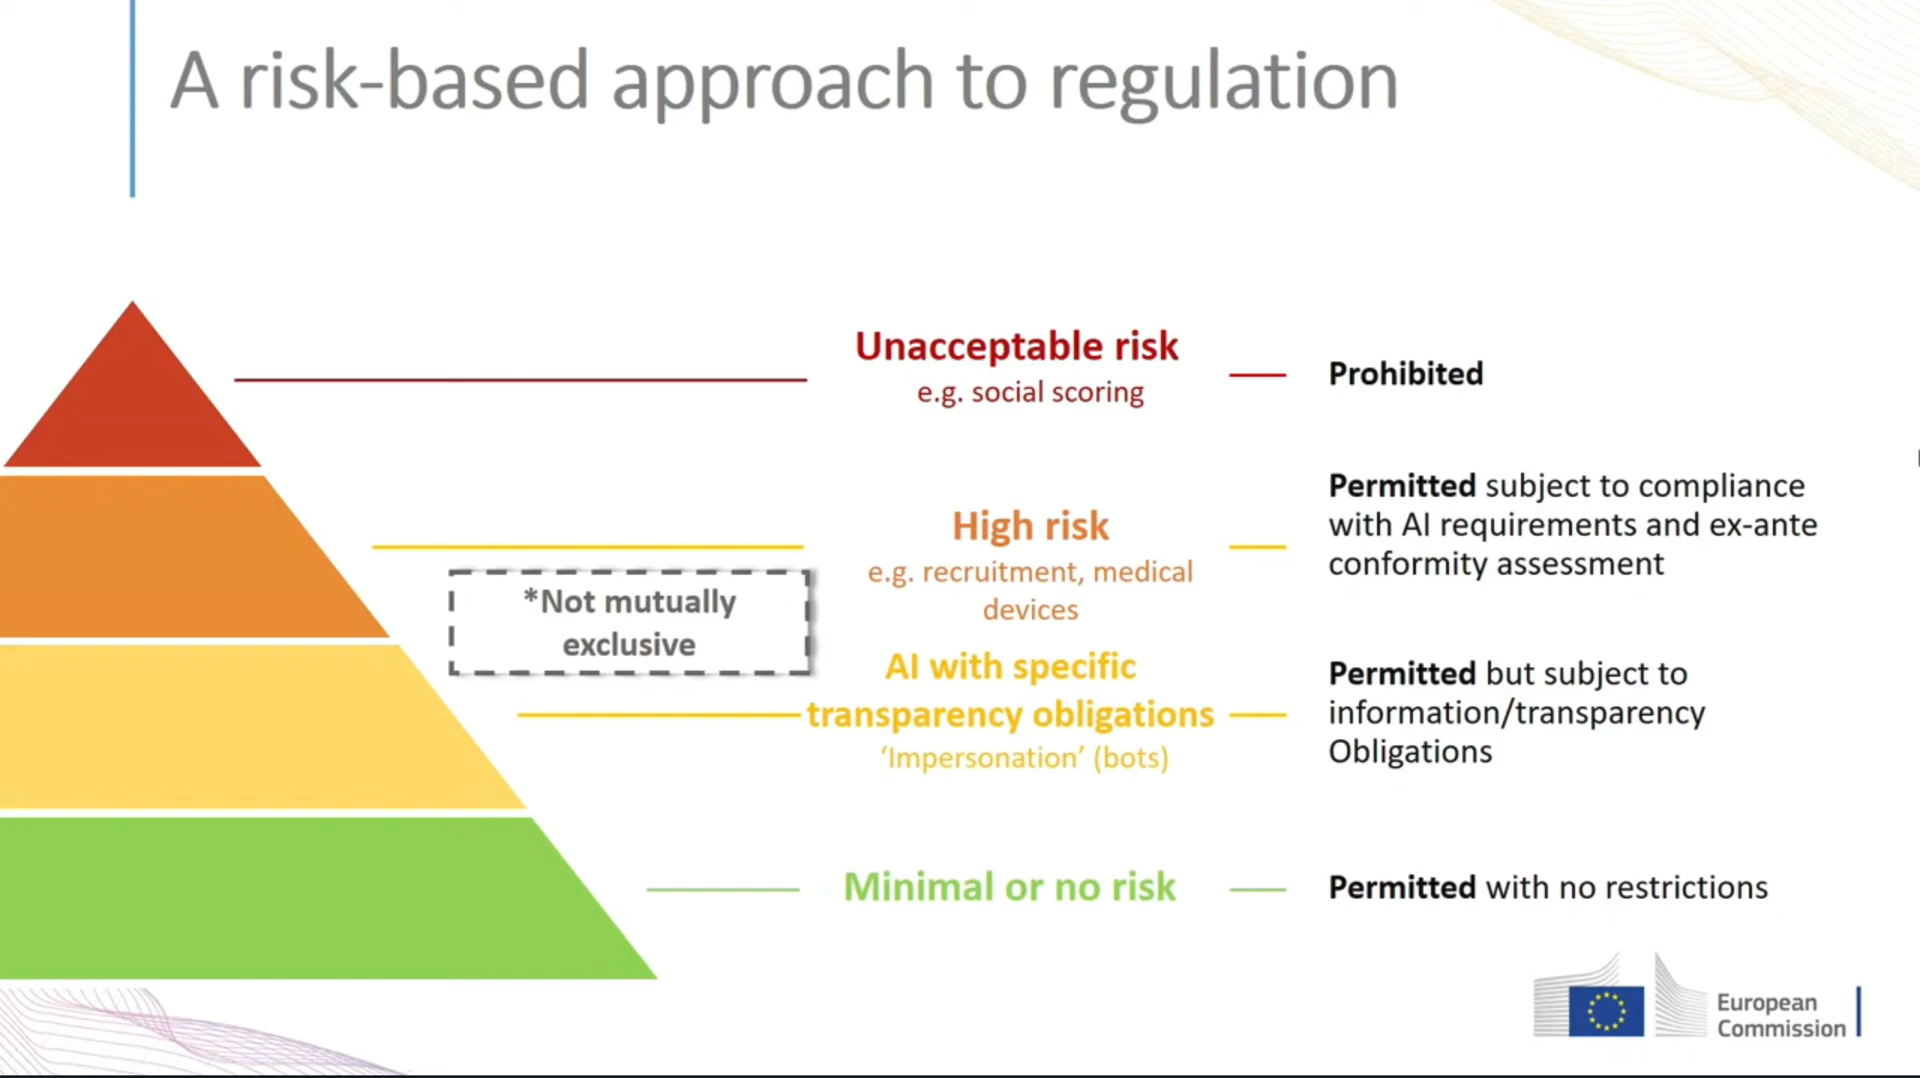 A risk-based approach to regulation
Unacceptable risk
e.g. social scoring
Prohibited
High risk
e.g. recruitment, medical
devices
Permitted subject to compliance
with AI requirements and ex-ante
conformity assessment
*Not mutually
exclusive
AI with specific
transparency obligations
‘Impersonation’ (bots)
Permitted but subject to
information/transparency
Obligations
Minimal or no risk
Permitted with no restrictions
European
Commission